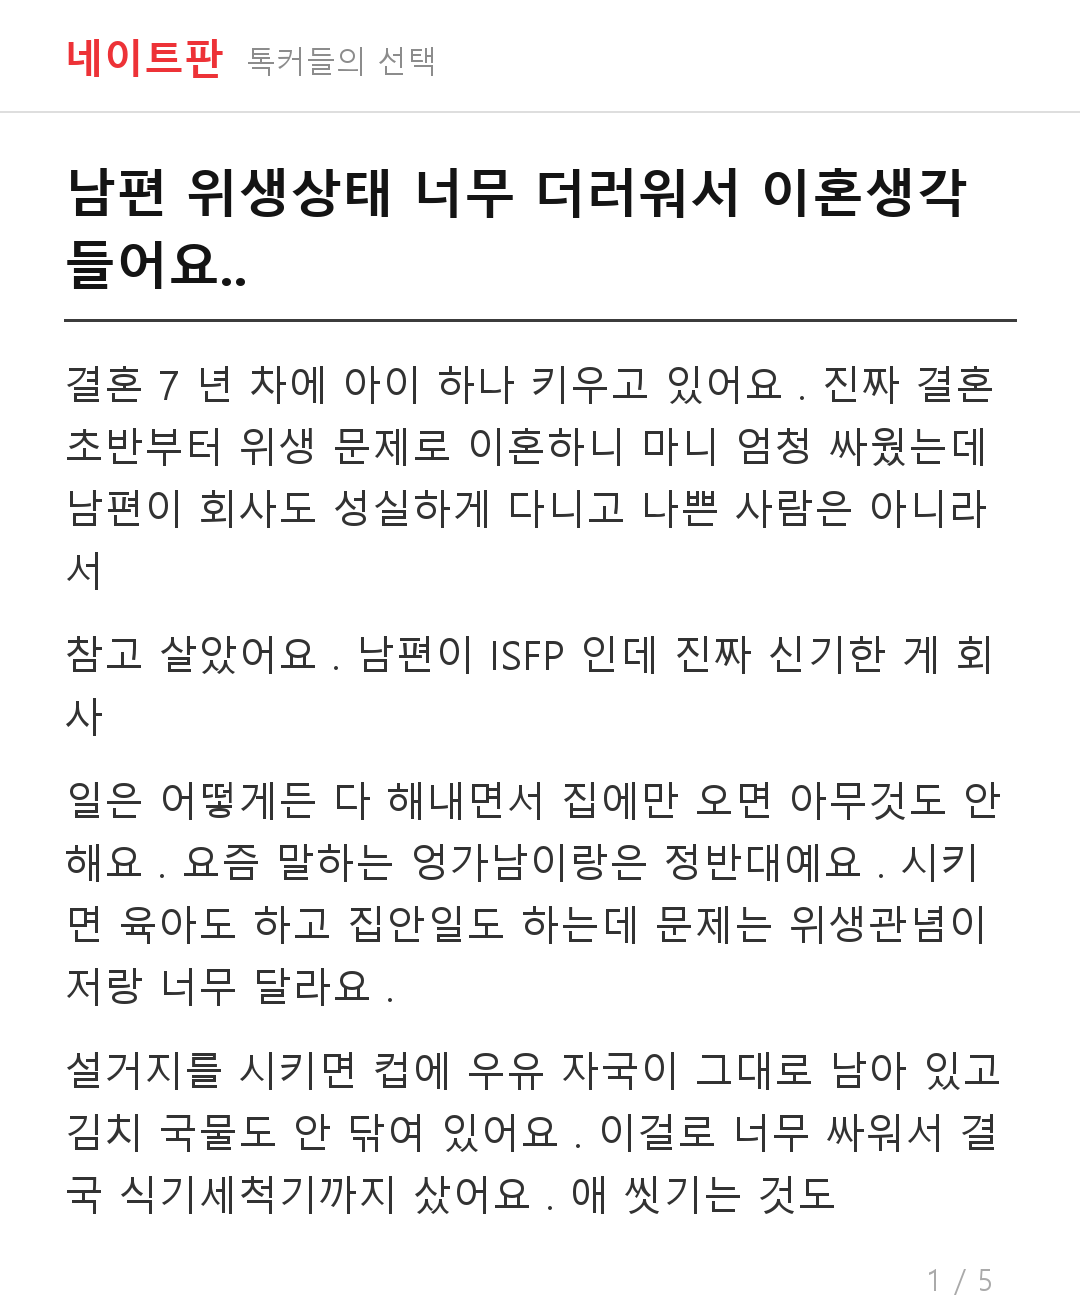 네이트판 톡커들의 선택
남편 위생상태 너무 더러워서 이혼생각
들어요..
결혼 7 년 차에 아이 하나 키우고 있어요 . 진짜 결혼
초반부터 위생 문제로 이혼하니 마니 엄청 싸웠는데
남편이 회사도 성실하게 다니고 나쁜 사람은 아니라
서
참고 살았어요 . 남편이 ISFP 인데 진짜 신기한 게 회
사
일은 어떻게든 다 해내면서 집에만 오면 아무것도 안
해요 . 요즘 말하는 엉가남이랑은 정반대예요 . 시키
면 육아도 하고 집안일도 하는데 문제는 위생관념이
저랑 너무 달라요 .
설거지를 시키면 컵에 우유 자국이 그대로 남아 있고
김치 국물도 안 닦여 있어요 . 이걸로 너무 싸워서 결
국 식기세척기까지 샀어요 . 애 씻기는 것도
1 / 5